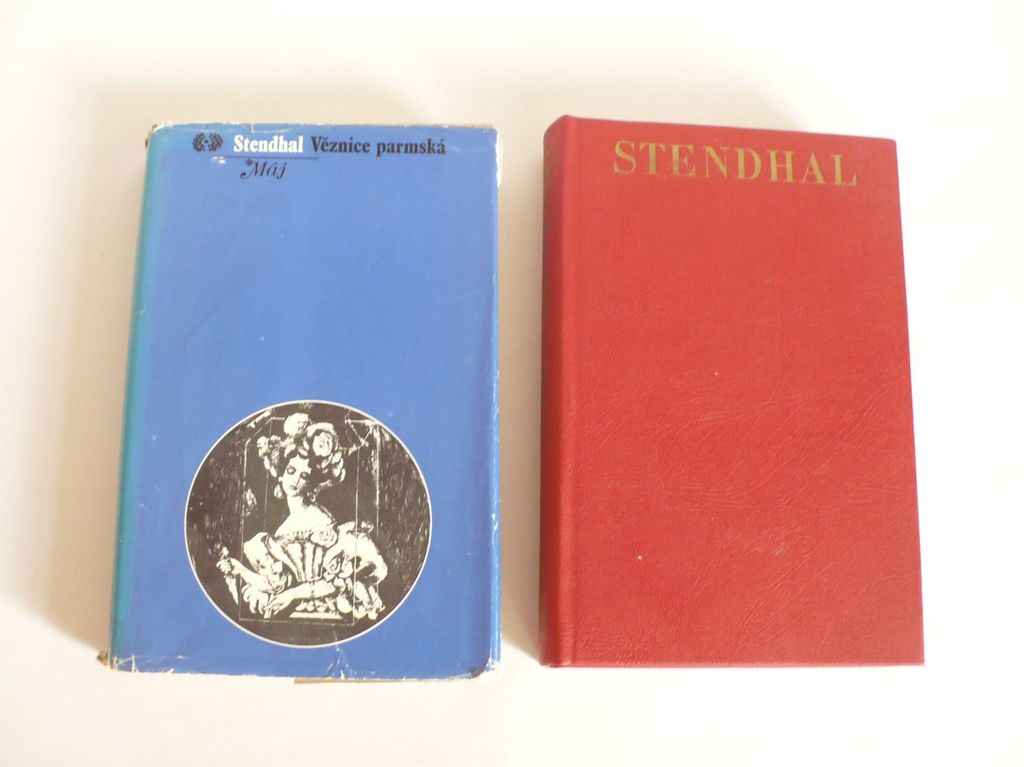 Stendhal Věznice parmská
*Máj
STENDHAL